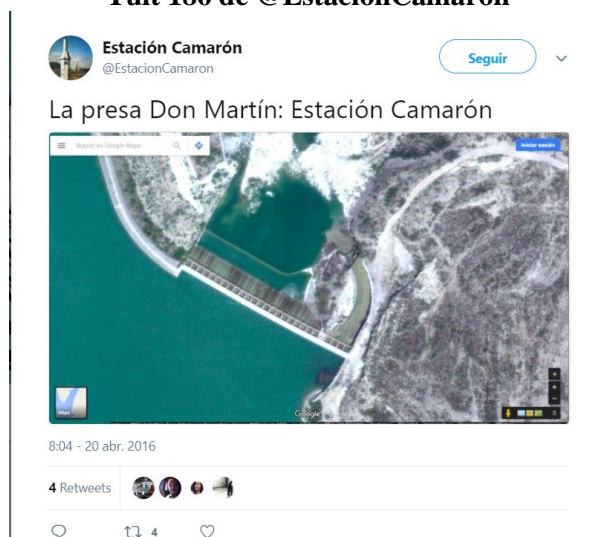 Tuit 186 de @EstacionCamaron
Estación Camarón
@EstacionCamaron
Seguir
La presa Don Martín: Estación Camarón
Buscar en Google Maps
Iniciar sesión
Google
8:04 - 20 abr. 2016
4 Retweets
4